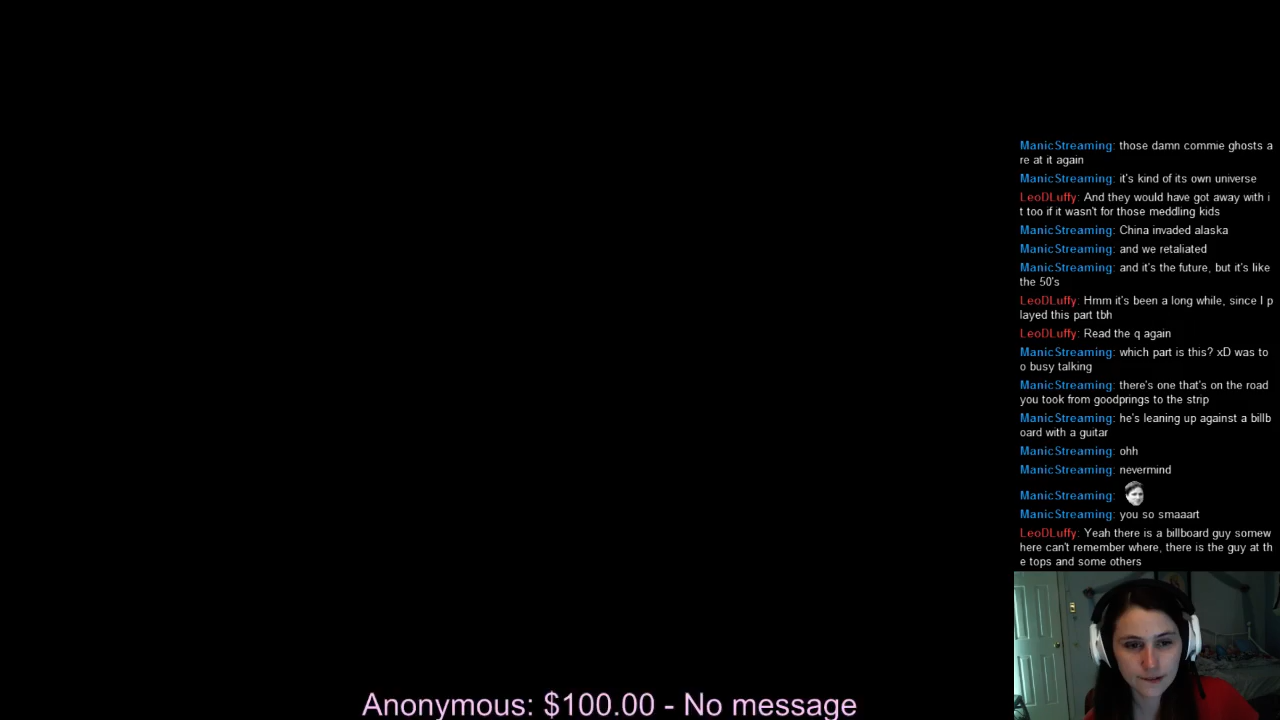 ManicStreaming: those damn commie ghosts a
re at it again
ManicStreaming: it's kind of its own universe
LeoDLuffy: And they would have got away with i
t too if it wasn't for those meddling kids
ManicStreaming: China invaded alaska
ManicStreaming: and we retaliated
ManicStreaming: and it's the future, but it's like
the 50's
LeoDLuffy: Hmm it's been a long while, since I p
layed this part tbh
LeoDLuffy: Read the q again
ManicStreaming: which part is this? xD was to
o busy talking
ManicStreaming: there's one that's on the road
you took from goodprings to the strip
ManicStreaming: he's leaning up against a billb
oard with a guitar
ManicStreaming: ohh
ManicStreaming: nevermind
ManicStreaming:
ManicStreaming: you so smaaart
LeoDLuffy: Yeah there is a billboard guy somew
here can't remember where, there is the guy at th
e tops and some others
Anonymous: $100.00 - No message